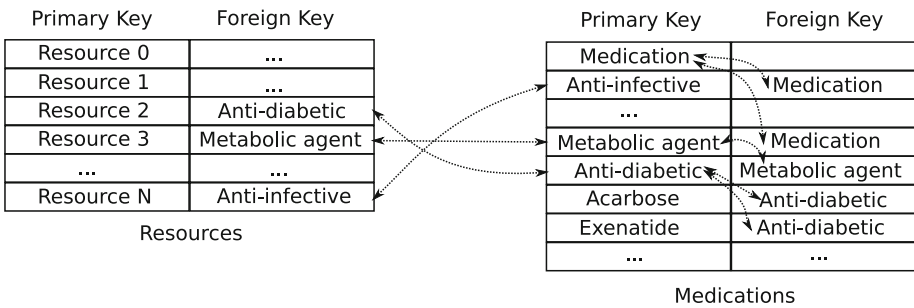 Primary Key Foreign Key
Resource 0 ...
Resource 1 ...
Resource 2 Anti-diabetic
Resource 3 Metabolic agent
... ...
Resource N Anti-infective
Resources
Primary Key Foreign Key
Medication
Anti-infective Medication
...
Metabolic agent Medication
Anti-diabetic Metabolic agent
Acarbose Anti-diabetic
Exenatide Anti-diabetic
... ...
Medications